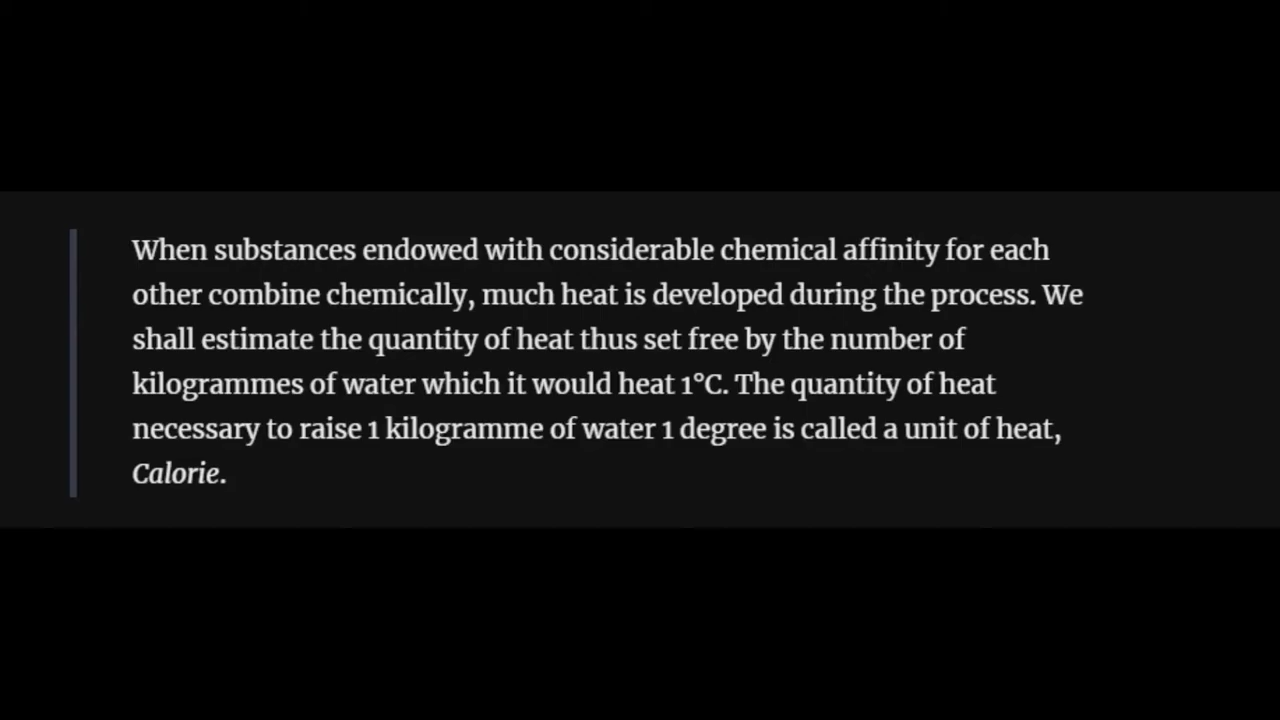 When substances endowed with considerable chemical affinity for each
other combine chemically, much heat is developed during the process. We
shall estimate the quantity of heat thus set free by the number of
kilogrammes of water which it would heat 1°C. The quantity of heat
necessary to raise 1 kilogramme of water 1 degree is called a unit of heat,
Calorie.